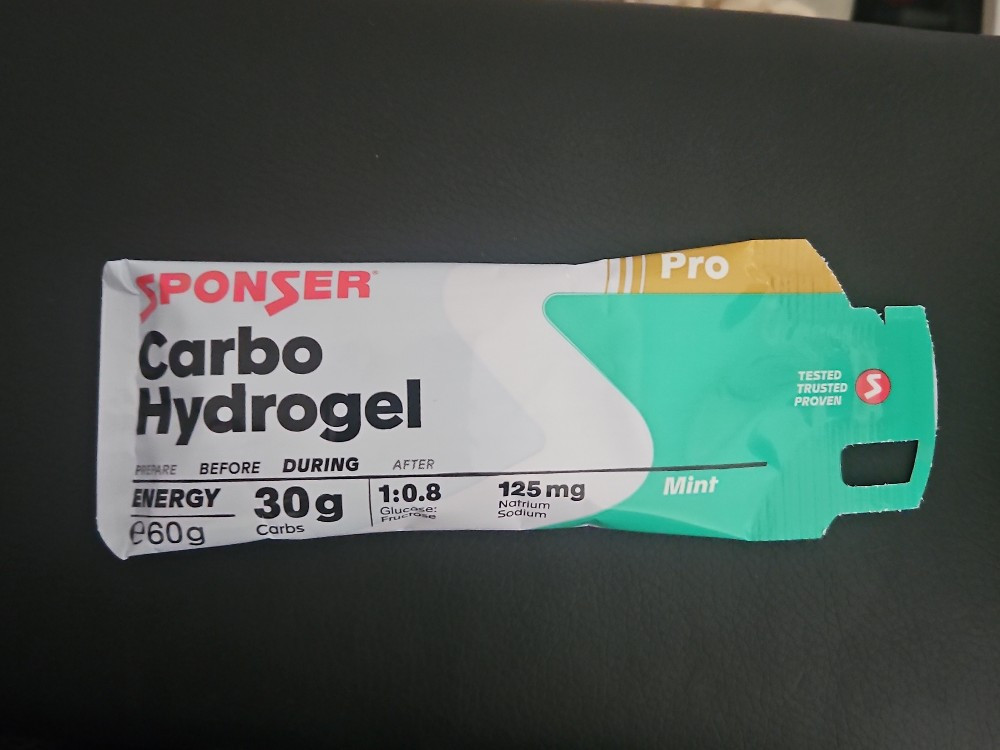 SPONSER®
Pro
Carbo
Hydrogel
TESTED
TRUSTED
PROVEN
S
PREPARE BEFORE DURING AFTER
ENERGY
℮60g
30g
Carbs
1:0.8
Glucose:
Fructose
125 mg
Natrium
Sodium
Mint